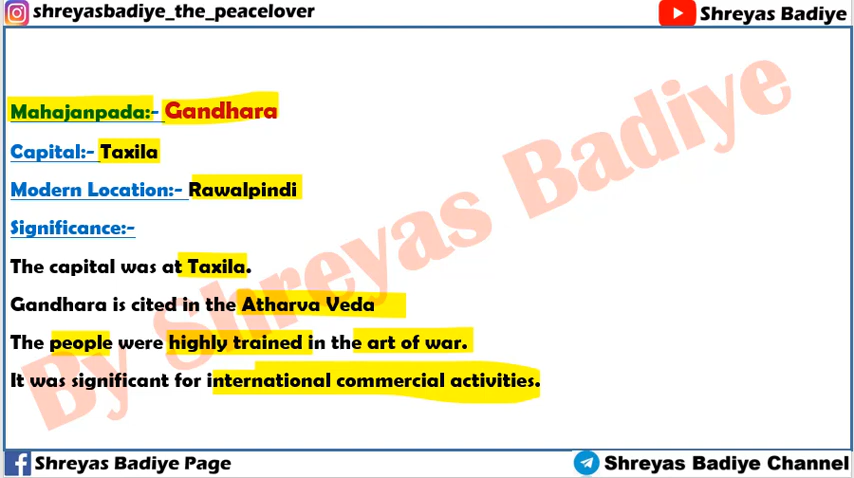 shreyasbadiye_the_peacelover
Shreyas Badiye
Mahajanpada:- Gandhara
Capital:- Taxila
Modern Location:- Rawalpindi
Significance:-
The capital was at Taxila.
Gandhara is cited in the Atharva Veda
The people were highly trained in the art of war.
It was significant for international commercial activities.
By Shreyas Badiye
Shreyas Badiye Page
Shreyas Badiye Channel